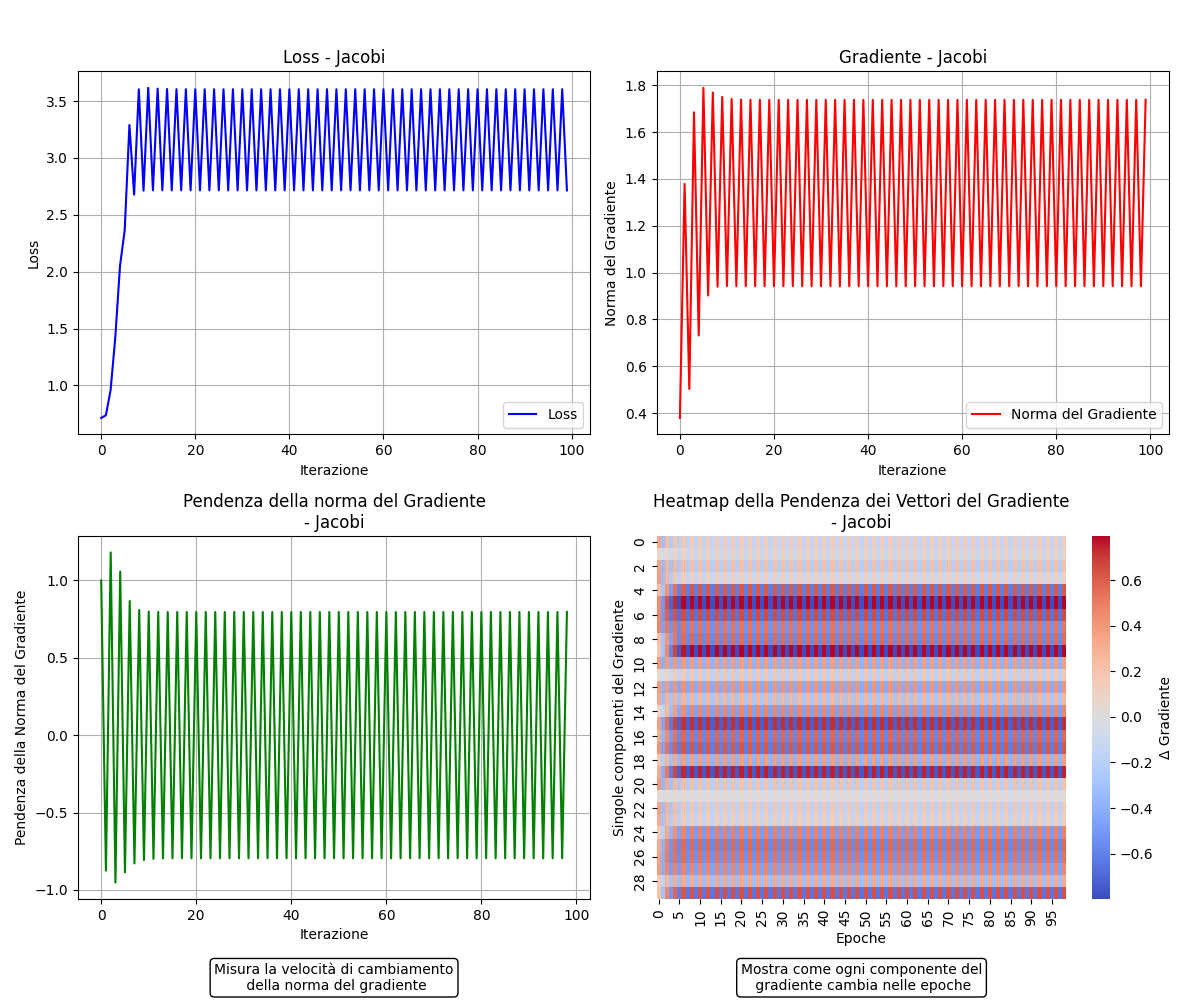 Loss - Jacobi
Loss
3.5
3.0
2.5
2.0
1.5
1.0
0 20 40 60 80 100
Iterazione
Loss
Gradiente - Jacobi
Norma del Gradiente
1.8
1.6
1.4
1.2
1.0
0.8
0.6
0.4
0 20 40 60 80 100
Iterazione
Norma del Gradiente
Pendenza della norma del Gradiente
- Jacobi
Pendenza della Norma del Gradiente
1.0
0.5
0.0
−0.5
−1.0
0 20 40 60 80 100
Iterazione
Misura la velocità di cambiamento
della norma del gradiente
Heatmap della Pendenza dei Vettori del Gradiente
- Jacobi
Singole componenti del Gradiente
0 2 4 6 8 10 12 14 16 18 20 22 24 26 28
0 5 10 15 20 25 30 35 40 45 50 55 60 65 70 75 80 85 90 95
Epoche
0.6
0.4
0.2
0.0
−0.2
−0.4
−0.6
Δ Gradiente
Mostra come ogni componente del
gradiente cambia nelle epoche